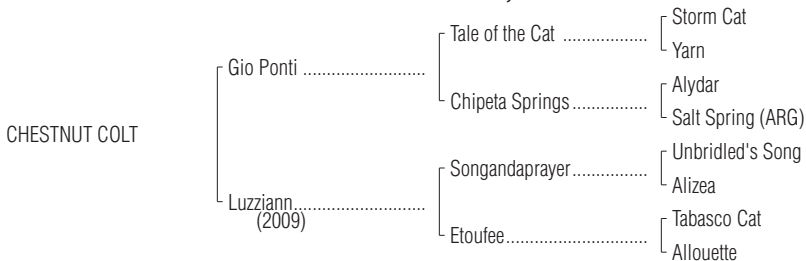 Storm Cat
Tale of the Cat ...................
Yarn
Gio Ponti ...........................
Alydar
Chipeta Springs .................
Salt Spring (ARG)
CHESTNUT COLT
Unbridled's Song
Songandaprayer .................
Alizea
Luzziann .............................
(2009)
Tabasco Cat
Etoufee ...............................
Allouette